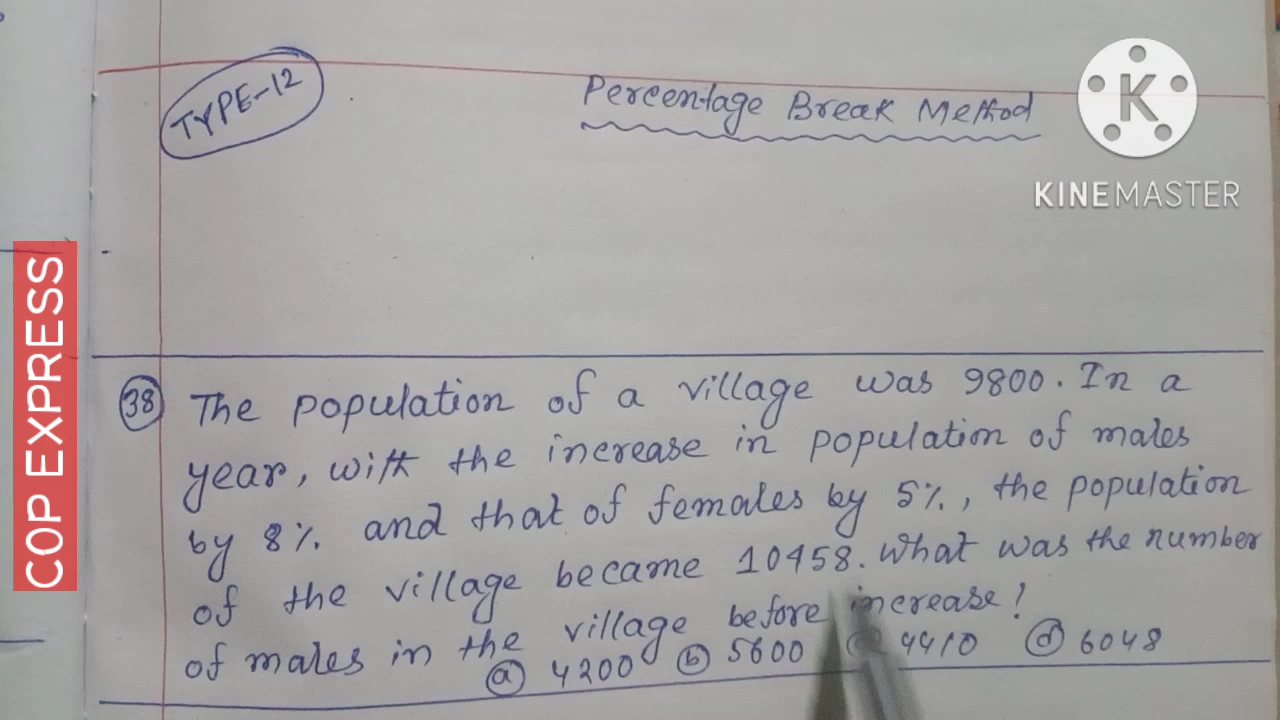 TYPE-12
Percentage Break Method
K
KINEMASTER
COP EXPRESS
38 The population of a village was 9800. In a
year, with the increase in population of males
by 8%. and that of females by 5%., the population
of the village became 10458. What was the number
of males in the village before increase!
a 4200 b 5600 4410 d 6048